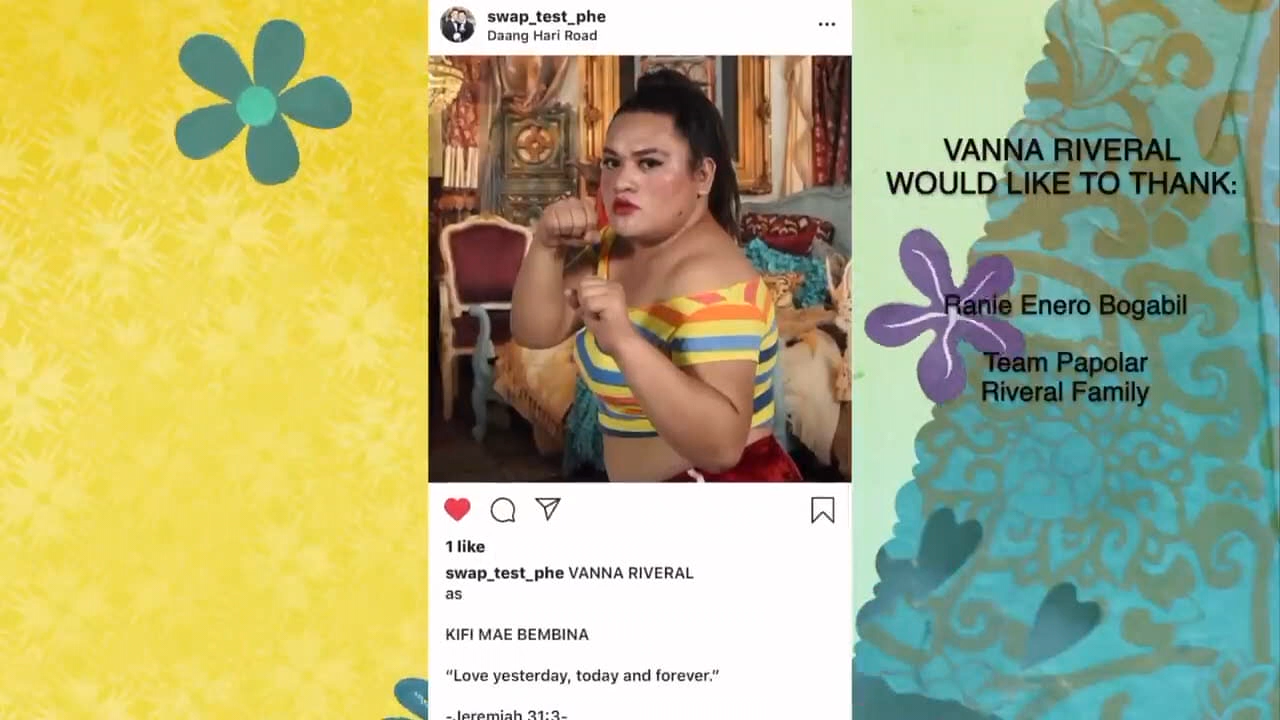 swap_test_phe
Daang Hari Road
VANNA RIVERAL
WOULD LIKE TO THANK:
Ranie Enero Bogabil
Team Papolar
Riveral Family
1 like
swap_test_phe VANNA RIVERAL
as
KIFI MAE BEMBINA
“Love yesterday, today and forever.”
-Jeremiah 31:3-